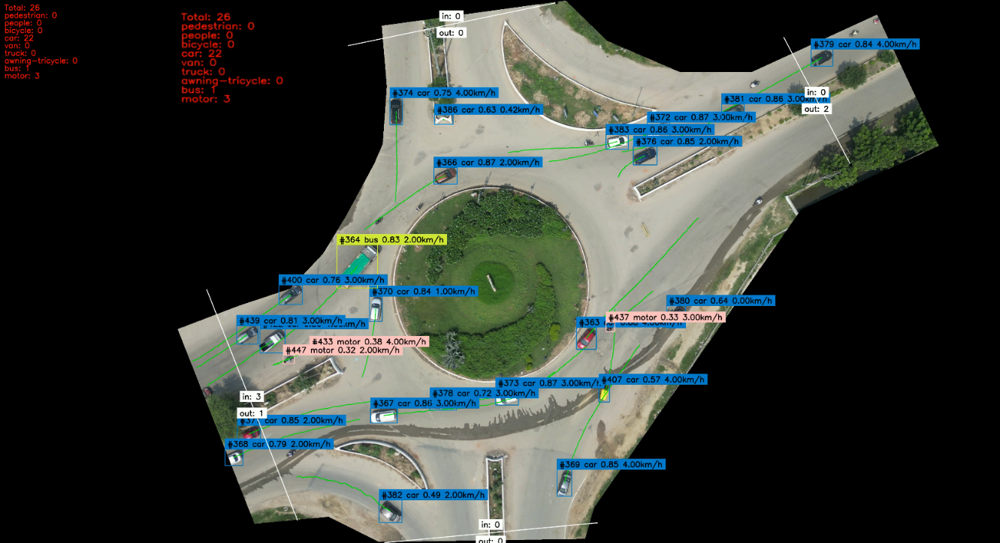 Total: 26
pedestrian: 0
people: 0
bicycle: 0
car: 22
van: 0
truck: 0
awning-tricycle: 0
bus: 1
motor: 3
Total: 26
pedestrian: 0
people: 0
bicycle: 0
car: 22
van: 0
truck: 0
awning-tricycle: 0
bus: 1
motor: 3
in: 0
out: 0
#379 car 0.84 4.00km/h
#374 car 0.75 4.00km/h
#381 car 0.86 3.00km/h
in: 0
out: 2
#386 car 0.63 0.42km/h
#372 car 0.87 3.00km/h
#383 car 0.86 3.00km/h
#376 car 0.85 2.00km/h
#366 car 0.87 2.00km/h
#364 bus 0.83 2.00km/h
#400 car 0.76 3.00km/h
#370 car 0.84 1.00km/h
#380 car 0.64 0.00km/h
#437 motor 0.33 3.00km/h
#439 car 0.81 3.00km/h
#433 motor 0.38 4.00km/h
#447 motor 0.32 2.00km/h
#407 car 0.57 4.00km/h
#373 car 0.87 3.00km/h
#378 car 0.72 3.00km/h
#367 car 0.86 3.00km/h
in: 3
out: 1
car 0.85 2.00km/h
#368 car 0.79 2.00km/h
#369 car 0.85 4.00km/h
#382 car 0.49 2.00km/h
in: 0
out: 0